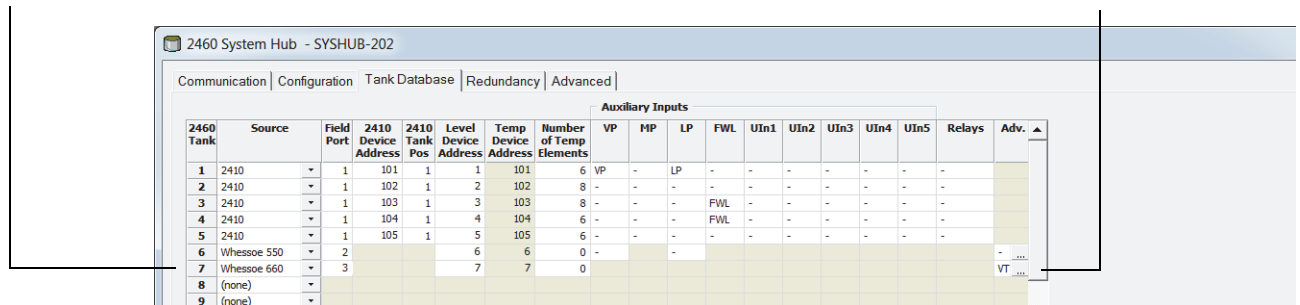 2460 System Hub - SYSHUB-202
Communication Configuration Tank Database Redundancy Advanced
Auxiliary Inputs
2460 Tank Source Field Port 2410 Device Address 2410 Tank Pos Level Device Address Temp Device Address Number of Temp Elements VP MP LP FWL UIn1 UIn2 UIn3 UIn4 UIn5 Relays Adv.
1 2410 1 101 1 1 101 6 VP - LP - - - - - - -
2 2410 1 102 1 2 102 8 - - - - - - - - - -
3 2410 1 103 1 3 103 8 - - - FWL - - - - - -
4 2410 1 104 1 4 104 6 - - - FWL - - - - - -
5 2410 1 105 1 5 105 6 - - - - - - - - - -
6 Whessoe 550 2 6 6 0 - - - ...
7 Whessoe 660 3 7 7 0 VT ...
8 (none)
9 (none)